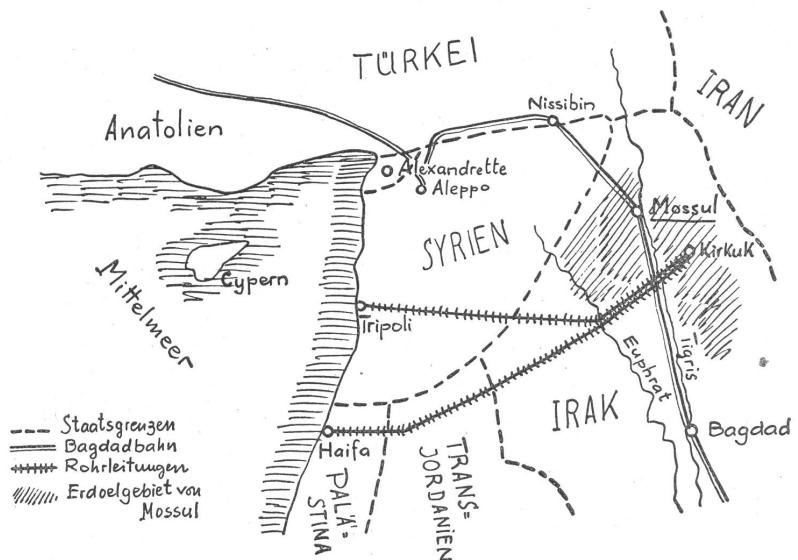 TÜRKEI
IRAN
Anatolien
Nissibin
Alexandrette
Aleppo
Mossul
SYRIEN
Kirkuk
Cypern
Mittelmeer
Tripoli
Euphrat
Tigris
IRAK
Bagdad
Haifa
PALÄ=
STINA
TRANS=
JORDANIEN
Staatsgrenzen
Bagdadbahn
Rohrleitungen
Erdoelgebiet von
Mossul